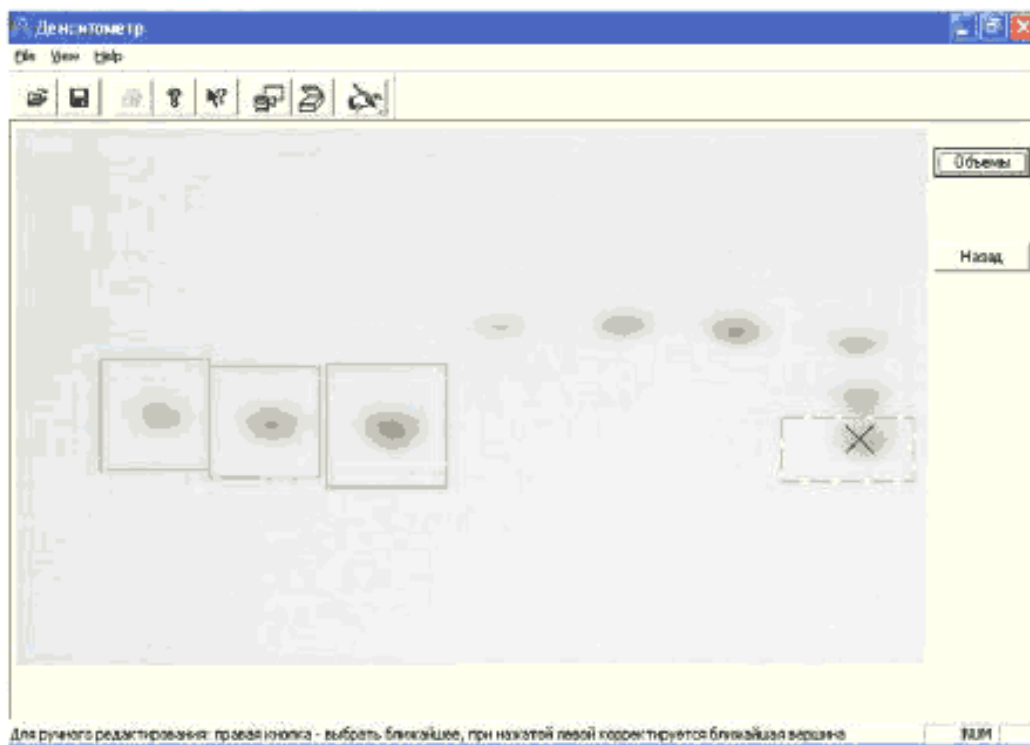 Денситометр
File View Help
Объемы
Назад
Для ручного редактирования: правая кнопка - выбрать ближайшее, при нажатой левой корректируется ближайшая вершина
NUM